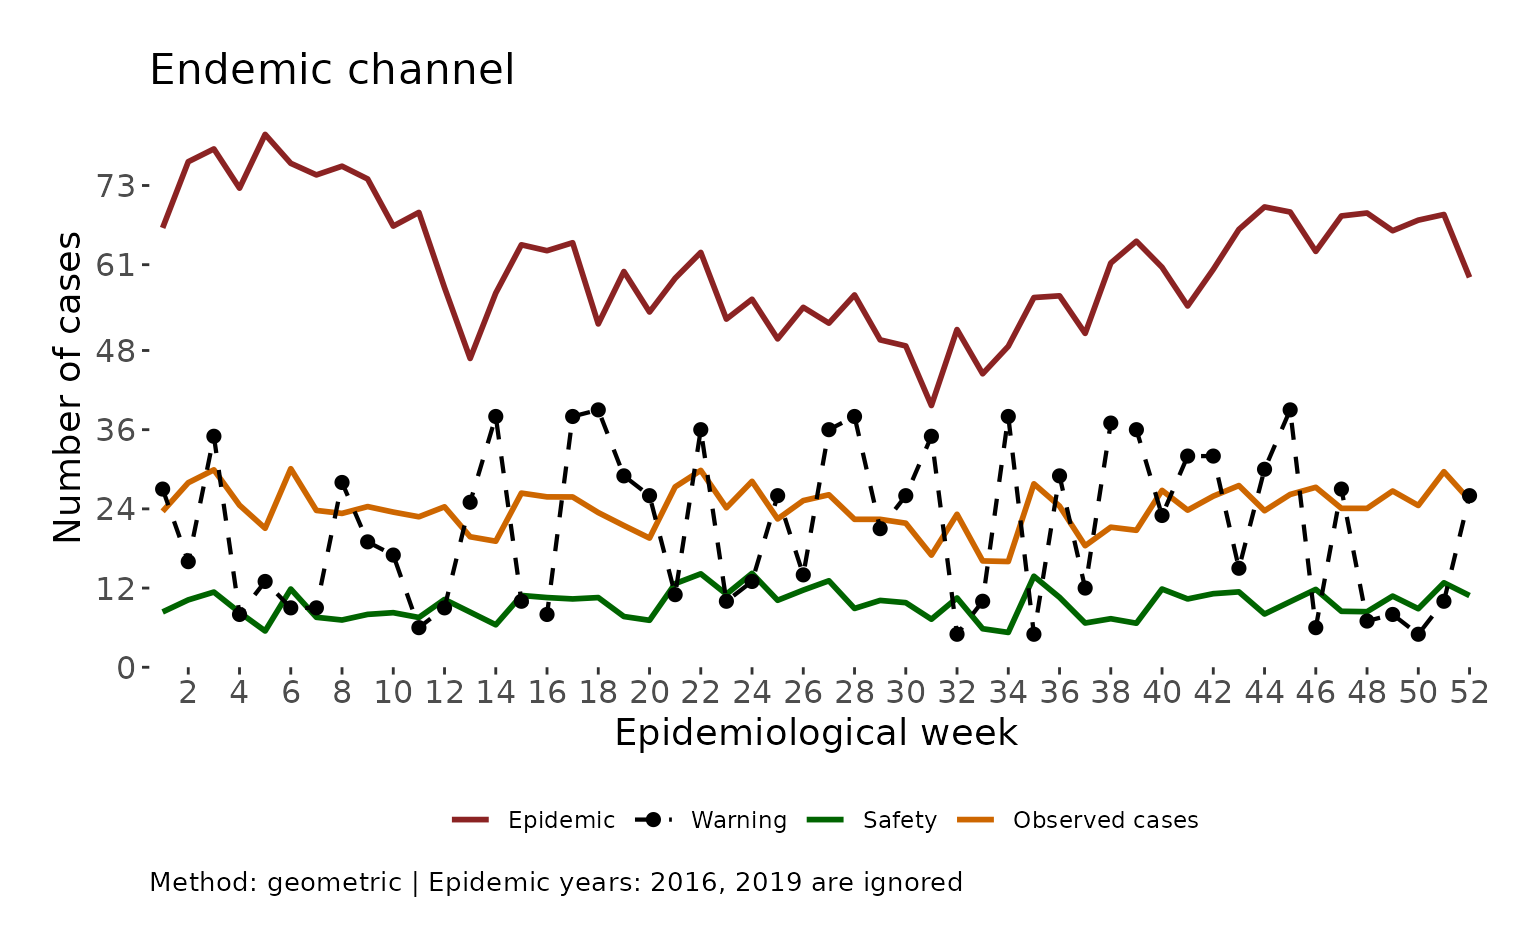 Endemic channel
Number of cases
73
61
48
36
24
12
0
2 4 6 8 10 12 14 16 18 20 22 24 26 28 30 32 34 36 38 40 42 44 46 48 50 52
Epidemiological week
Epidemic Warning Safety Observed cases
Method: geometric | Epidemic years: 2016, 2019 are ignored